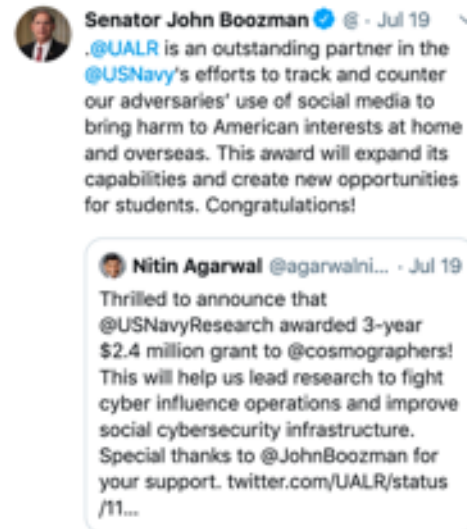 Senator John Boozman @ · Jul 19
.@UALR is an outstanding partner in the
@USNavy's efforts to track and counter
our adversaries' use of social media to
bring harm to American interests at home
and overseas. This award will expand its
capabilities and create new opportunities
for students. Congratulations!
Nitin Agarwal @agarwalni... · Jul 19
Thrilled to announce that
@USNavyResearch awarded 3-year
$2.4 million grant to @cosmographers!
This will help us lead research to fight
cyber influence operations and improve
social cybersecurity infrastructure.
Special thanks to @JohnBoozman for
your support. twitter.com/UALR/status
/11...